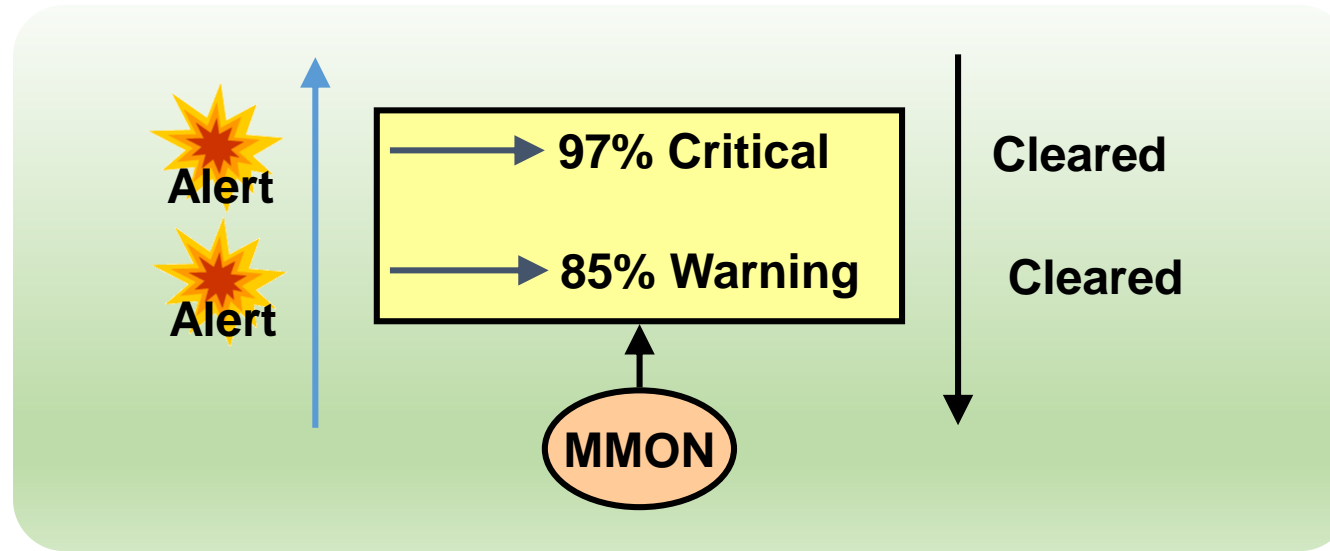 Alert
97% Critical
Cleared
Alert
85% Warning
Cleared
MMON